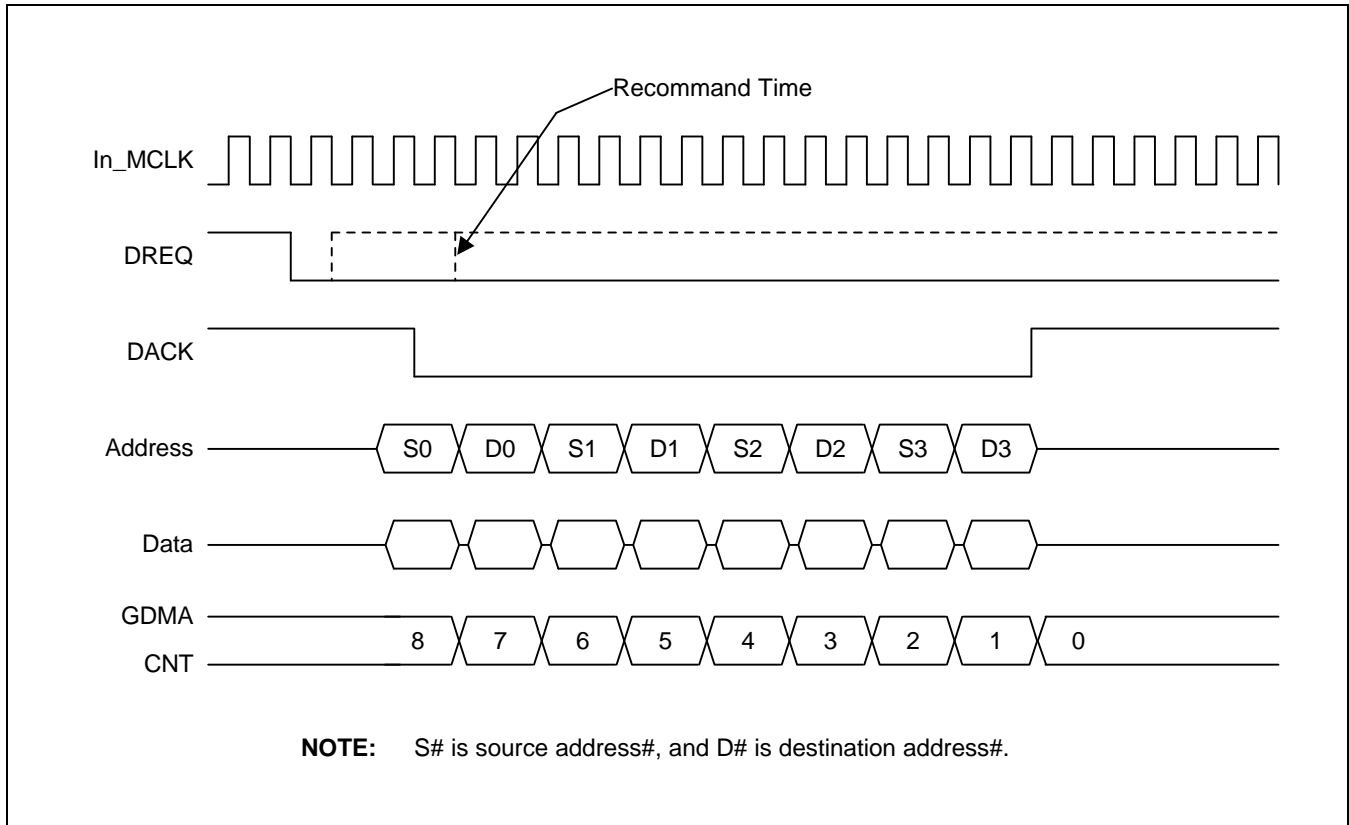 Recommand Time
In_MCLK
DREQ
DACK
Address S0 D0 S1 D1 S2 D2 S3 D3
Data
GDMA
CNT
8 7 6 5 4 3 2 1 0
NOTE: S# is source address#, and D# is destination address#.